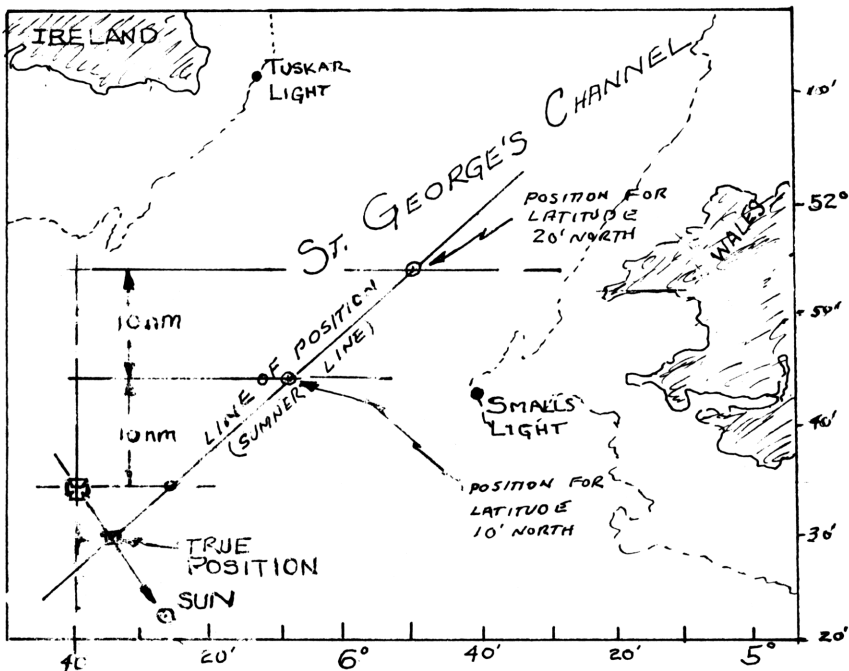 IRELAND
TUSKAR
LIGHT
ST. GEORGE'S CHANNEL
10'
POSITION FOR
LATITUDE
20' NORTH
52°
WALES
10nm
LINE OF POSITION
(SUMNER LINE)
50'
SMALLS
LIGHT
40'
10nm
POSITION FOR
LATITUDE
10' NORTH
TRUE
POSITION
30'
SUN
20'
40'
20'
6°
40'
20'
5°